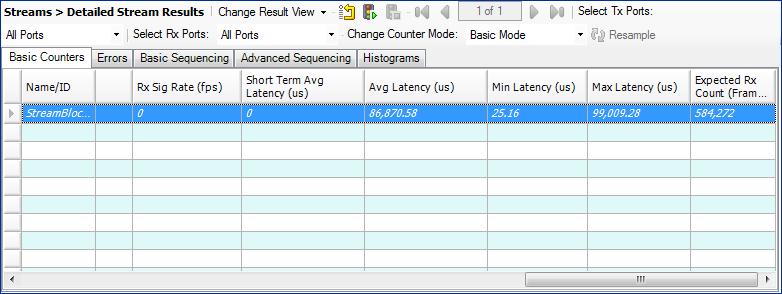 Streams > Detailed Stream Results Change Result View 1 of 1 Select Tx Ports:
All Ports Select Rx Ports: All Ports Change Counter Mode: Basic Mode Resample
Basic Counters Errors Basic Sequencing Advanced Sequencing Histograms
Name/ID Rx Sig Rate (fps) Short Term Avg Latency (us) Avg Latency (us) Min Latency (us) Max Latency (us) Expected Rx Count (Fram...
StreamBloc... 0 0 86,870.58 25.16 99,009.28 584,272